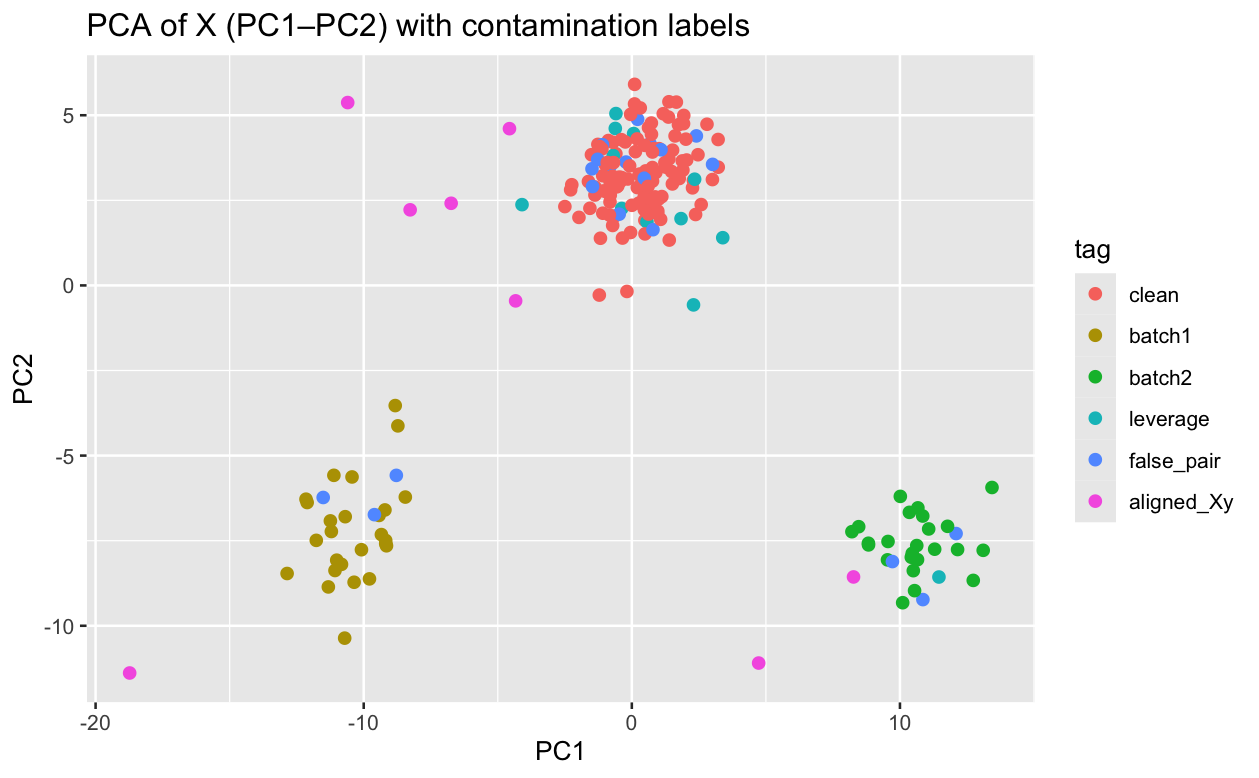 PCA of X (PC1–PC2) with contamination labels
5
0
-5
-10
PC2
-20
-10
0
10
PC1
tag
clean
batch1
batch2
leverage
false_pair
aligned_Xy